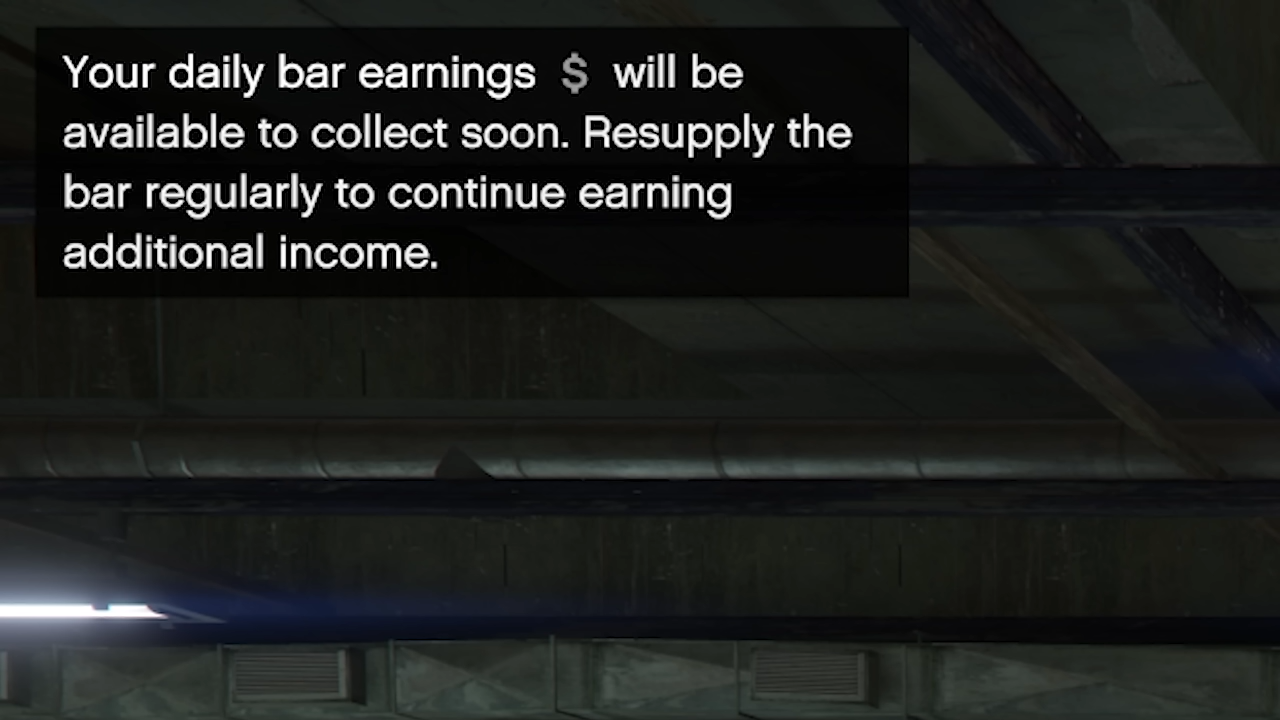 Your daily bar earnings $ will be
available to collect soon. Resupply the
bar regularly to continue earning
additional income.